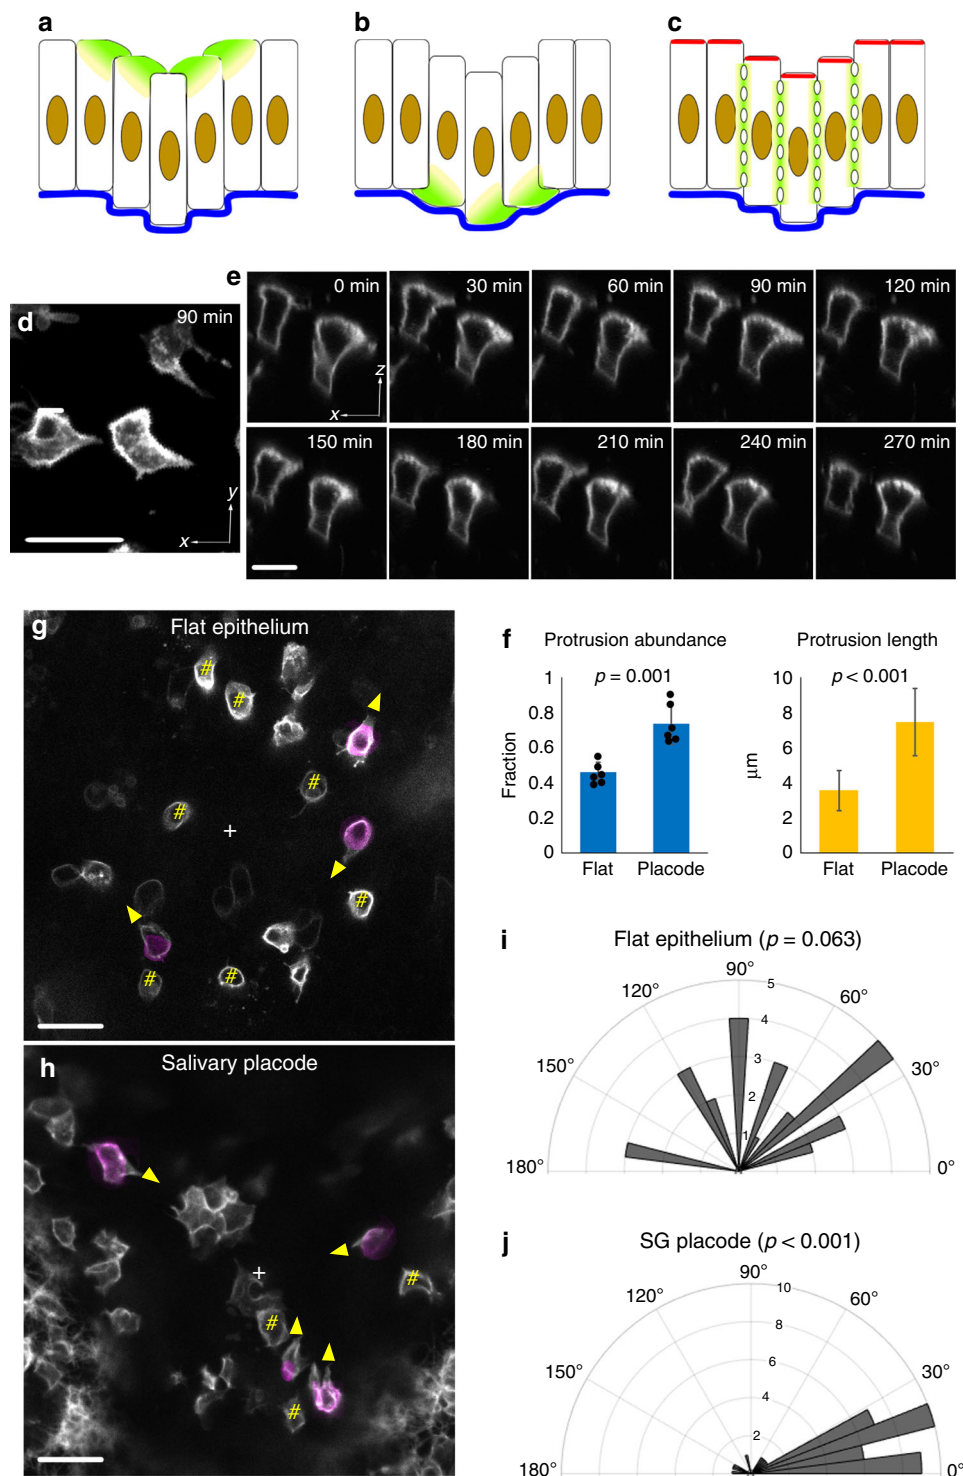 a
b
c
d
90 min
y
x
e
0 min
30 min
60 min
90 min
120 min
z
x
150 min
180 min
210 min
240 min
270 min
g
Flat epithelium
#
#
#
#
+
#
#
#
h
Salivary placode
+
#
#
#
f
Protrusion abundance
p = 0.001
1
0.8
0.6
0.4
0.2
0
Fraction
Flat
Placode
Protrusion length
p < 0.001
10
8
6
4
2
0
µm
Flat
Placode
i
Flat epithelium (p = 0.063)
90°
120°
60°
150°
30°
180°
0°
5
4
3
2
1
j
SG placode (p < 0.001)
90°
120°
60°
150°
30°
180°
0°
10
8
6
4
2